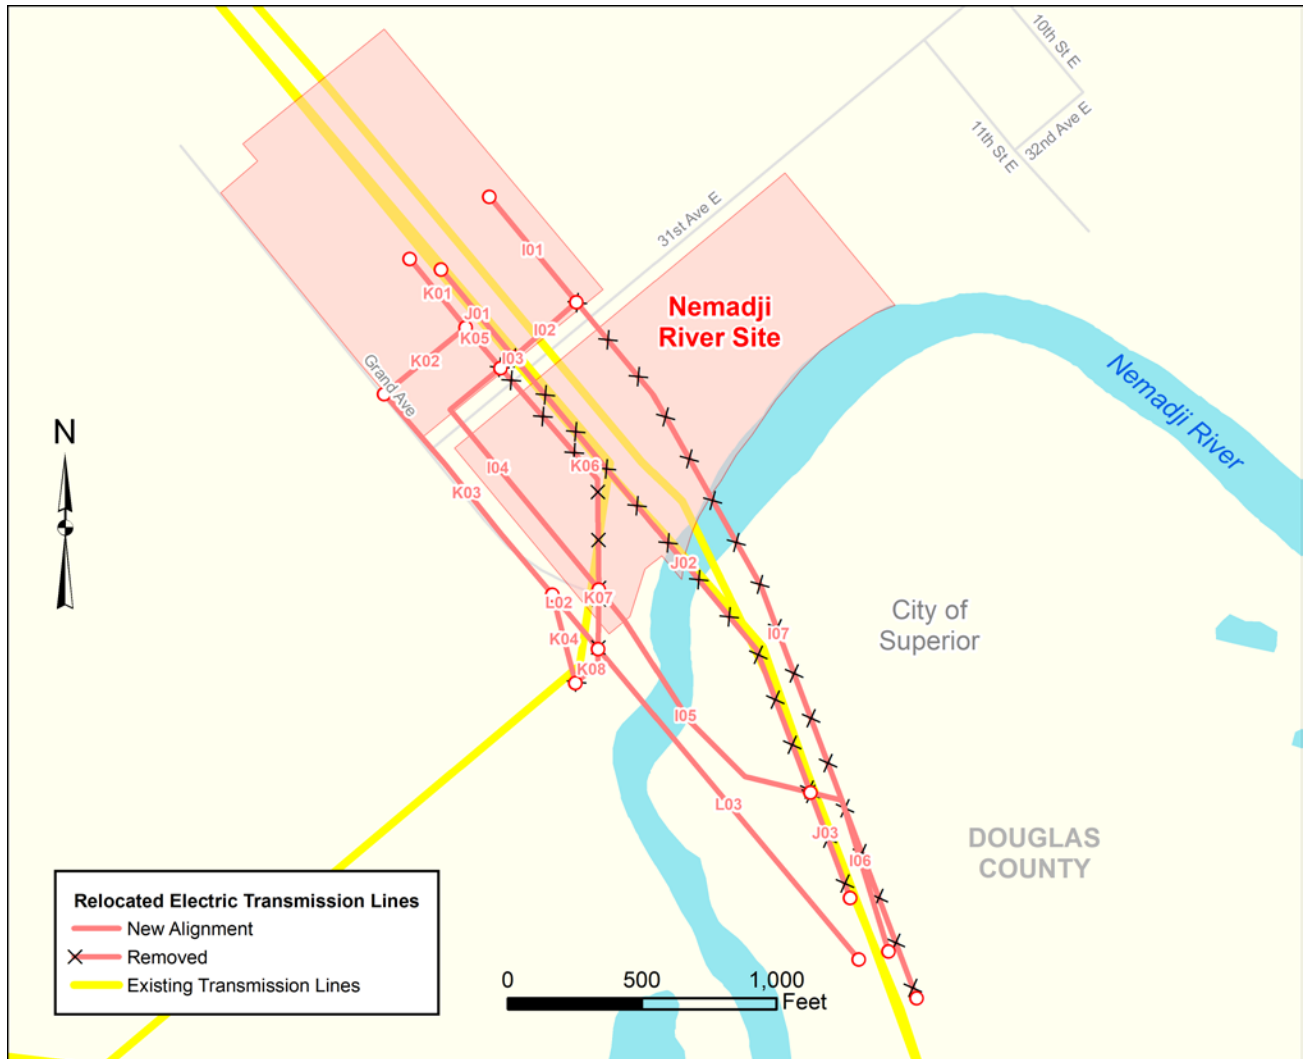 10th St E
11th St E
32nd Ave E
31st Ave E
I01
K01
J01
K05
I02
I03
K02
Nemadji
River Site
Nemadji River
Grand Ave
N
I04
K06
K03
J02
K07
L02
K04
K08
I07
City of
Superior
I05
L03
J03
I06
DOUGLAS
COUNTY
Relocated Electric Transmission Lines
New Alignment
Removed
Existing Transmission Lines
0 500 1,000
Feet